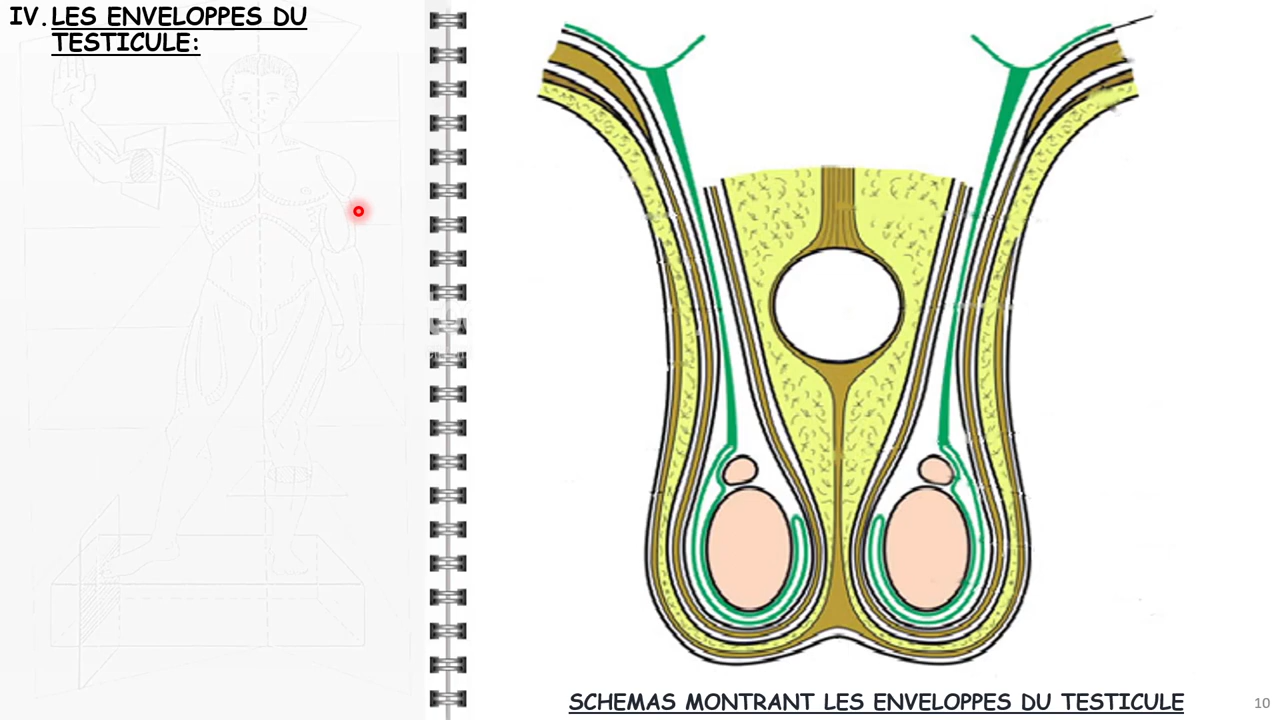 IV. LES ENVELOPPES DU
TESTICULE:
SCHEMAS MONTRANT LES ENVELOPPES DU TESTICULE
10